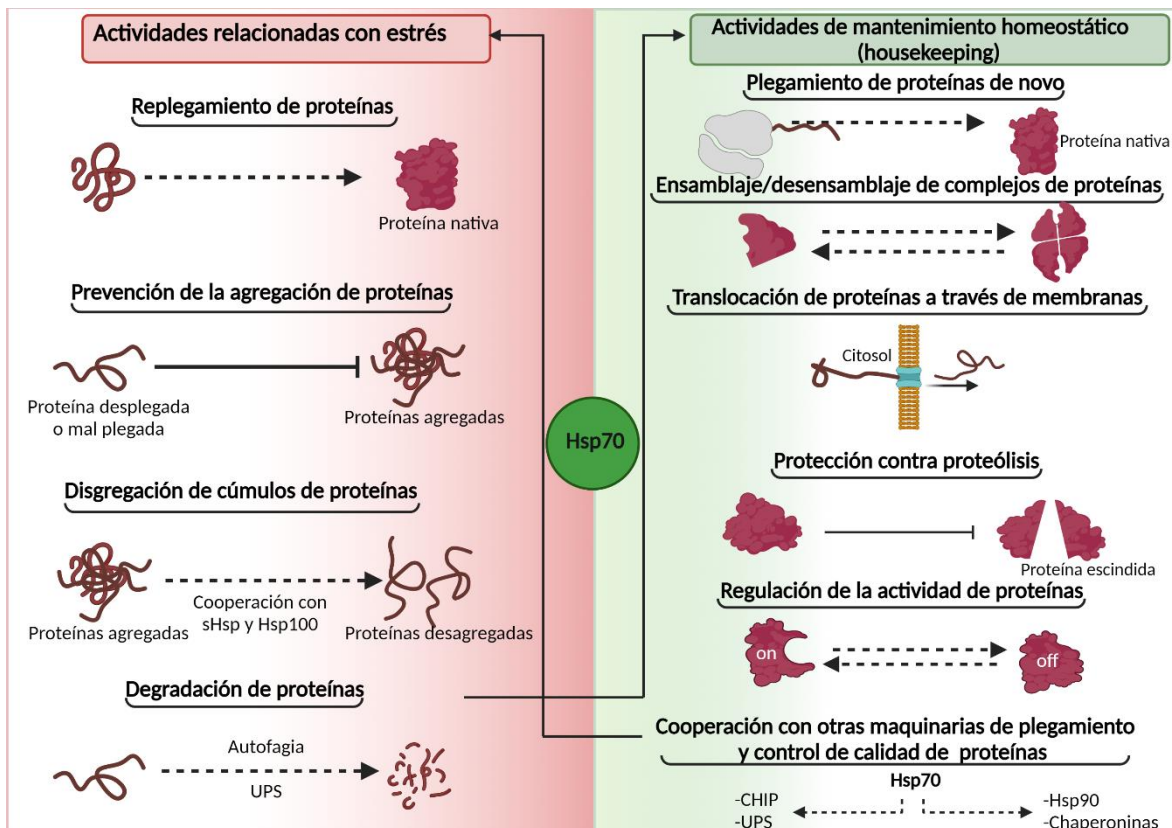 Actividades relacionadas con estrés
Replegamiento de proteínas
Proteína nativa
Prevención de la agregación de proteínas
Proteína desplegada
o mal plegada
Proteínas agregadas
Disgregación de cúmulos de proteínas
Proteínas agregadas
Cooperación con
sHsp y Hsp100
Proteínas desagregadas
Degradación de proteínas
Autofagia
UPS
Hsp70
Actividades de mantenimiento homeostático
(housekeeping)
Plegamiento de proteínas de novo
Proteína nativa
Ensamblaje/desensamblaje de complejos de proteínas
Translocación de proteínas a través de membranas
Citosol
Protección contra proteólisis
Proteína escindida
Regulación de la actividad de proteínas
on
off
Cooperación con otras maquinarias de plegamiento
y control de calidad de proteínas
Hsp70
-CHIP
-UPS
-Hsp90
-Chaperoninas